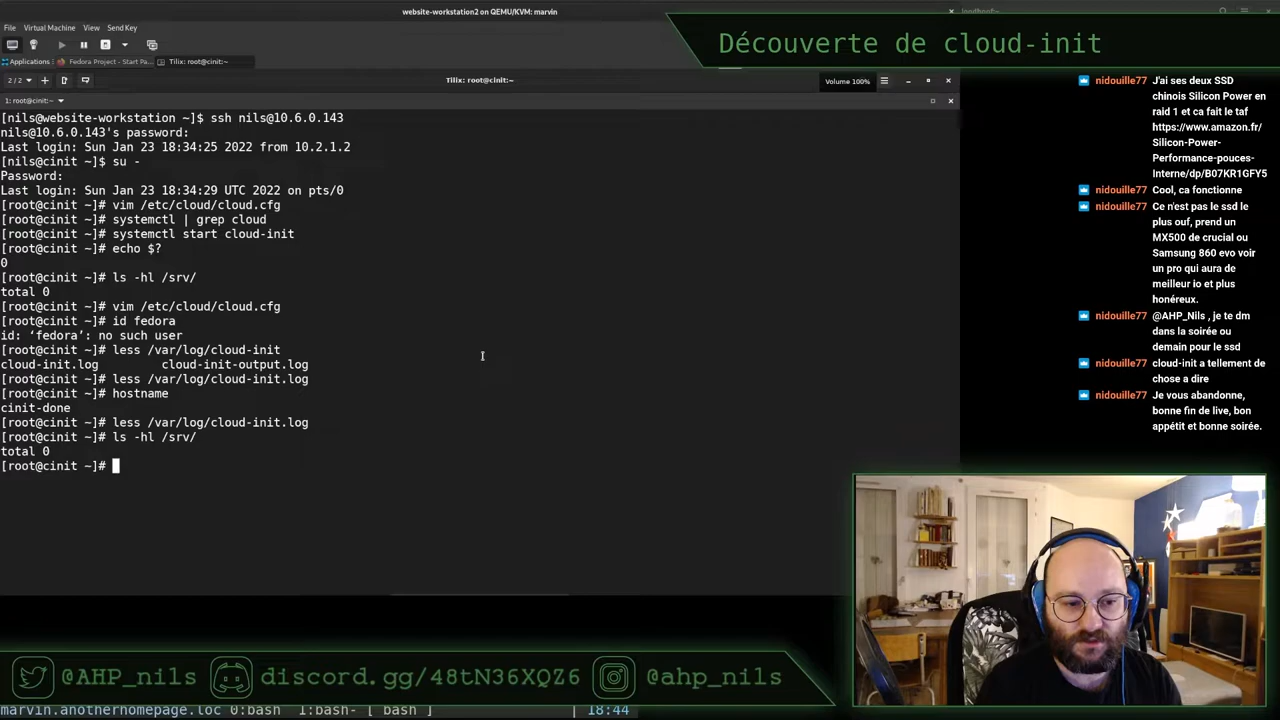 website-workstation2 on QEMU/KVM: marvin
File Virtual Machine View Send Key
Applications Fedora Project - Start Pa... Tilix: root@cinit:~
2/2 Tilix: root@cinit:~ Volume 100%
1: root@cinit:~
[nils@website-workstation ~]$ ssh nils@10.6.0.143
nils@10.6.0.143's password:
Last login: Sun Jan 23 18:34:25 2022 from 10.2.1.2
[nils@cinit ~]$ su -
Password:
Last login: Sun Jan 23 18:34:29 UTC 2022 on pts/0
[root@cinit ~]# vim /etc/cloud/cloud.cfg
[root@cinit ~]# systemctl | grep cloud
[root@cinit ~]# systemctl start cloud-init
[root@cinit ~]# echo $?
0
[root@cinit ~]# ls -hl /srv/
total 0
[root@cinit ~]# vim /etc/cloud/cloud.cfg
[root@cinit ~]# id fedora
id: ‘fedora’: no such user
[root@cinit ~]# less /var/log/cloud-init
cloud-init.log cloud-init-output.log
[root@cinit ~]# less /var/log/cloud-init.log
[root@cinit ~]# hostname
cinit-done
[root@cinit ~]# less /var/log/cloud-init.log
[root@cinit ~]# ls -hl /srv/
total 0
[root@cinit ~]#
Découverte de cloud-init
nidouille77 J'ai ses deux SSD
chinois Silicon Power en
raid 1 et ca fait le taf
https://www.amazon.fr/
Silicon-Power-
Performance-pouces-
Interne/dp/B07KR1GFY5
nidouille77 Cool, ca fonctionne
nidouille77 Ce n'est pas le ssd le
plus ouf, prend un
MX500 de crucial ou
Samsung 860 evo voir
un pro qui aura de
meilleur io et plus
honéreux.
nidouille77 @AHP_Nils , je te dm
dans la soirée ou
demain pour le ssd
nidouille77 cloud-init a tellement de
chose a dire
nidouille77 Je vous abandonne,
bonne fin de live, bon
appétit et bonne soirée.
@AHP_nils discord.gg/48tN36XQZ6 @ahp_nils
marvin.anothernomepage.loc 0:bash 1:bash- [ bash ] | 18:44